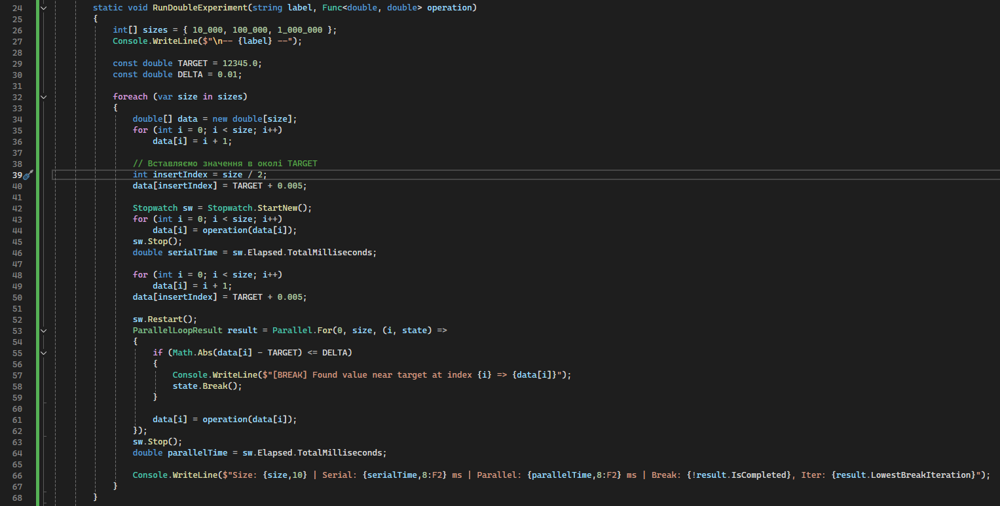 24 static void RunDoubleExperiment(string label, Func<double, double> operation)
25 {
26 int[] sizes = { 10_000, 100_000, 1_000_000 };
27 Console.WriteLine($"\n-- {label} --");
28
29 const double TARGET = 12345.0;
30 const double DELTA = 0.01;
31
32 foreach (var size in sizes)
33 {
34 double[] data = new double[size];
35 for (int i = 0; i < size; i++)
36 data[i] = i + 1;
37
38 // Вставляємо значення в околі TARGET
39 int insertIndex = size / 2;
40 data[insertIndex] = TARGET + 0.005;
41
42 Stopwatch sw = Stopwatch.StartNew();
43 for (int i = 0; i < size; i++)
44 data[i] = operation(data[i]);
45 sw.Stop();
46 double serialTime = sw.Elapsed.TotalMilliseconds;
47
48 for (int i = 0; i < size; i++)
49 data[i] = i + 1;
50 data[insertIndex] = TARGET + 0.005;
51
52 sw.Restart();
53 ParallelLoopResult result = Parallel.For(0, size, (i, state) =>
54 {
55 if (Math.Abs(data[i] - TARGET) <= DELTA)
56 {
57 Console.WriteLine($"[BREAK] Found value near target at index {i} => {data[i]}");
58 state.Break();
59 }
60
61 data[i] = operation(data[i]);
62 });
63 sw.Stop();
64 double parallelTime = sw.Elapsed.TotalMilliseconds;
65
66 Console.WriteLine($"Size: {size,10} | Serial: {serialTime,8:F2} ms | Parallel: {parallelTime,8:F2} ms | Break: {!result.IsCompleted}, Iter: {result.LowestBreakIteration}");
67 }
68 }